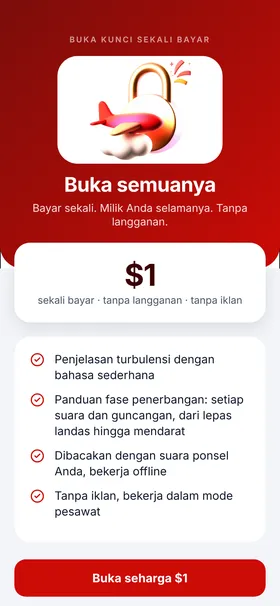 BUKA KUNCI SEKALI BAYAR
Buka semuanya
Bayar sekali. Milik Anda selamanya. Tanpa
langganan.
$1
sekali bayar · tanpa langganan · tanpa iklan
Penjelasan turbulensi dengan
bahasa sederhana
Panduan fase penerbangan: setiap
suara dan guncangan, dari lepas
landas hingga mendarat
Dibacakan dengan suara ponsel
Anda, bekerja offline
Tanpa iklan, bekerja dalam mode
pesawat
Buka seharga $1